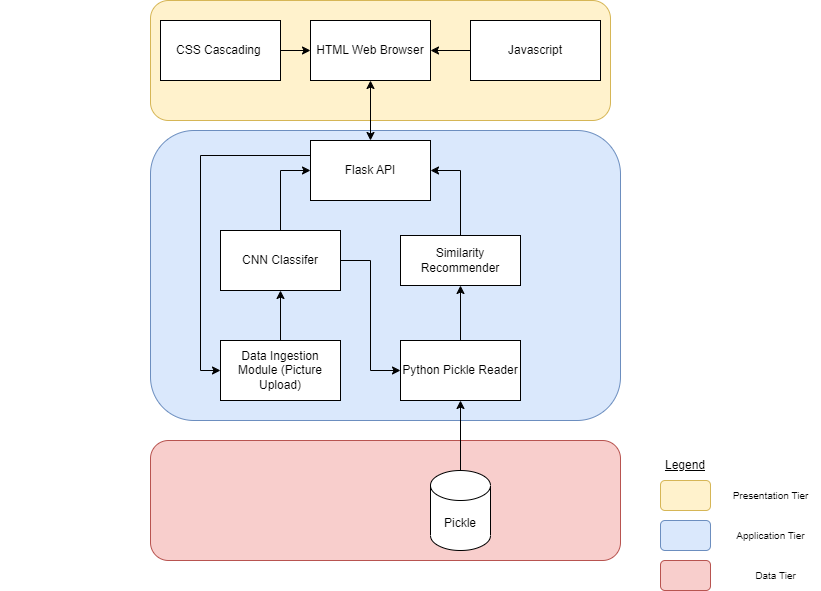 CSS Cascading
HTML Web Browser
Javascript
Flask API
CNN Classifer
Similarity
Recommender
Data Ingestion
Module (Picture
Upload)
Python Pickle Reader
Pickle
Legend
Presentation Tier
Application Tier
Data Tier